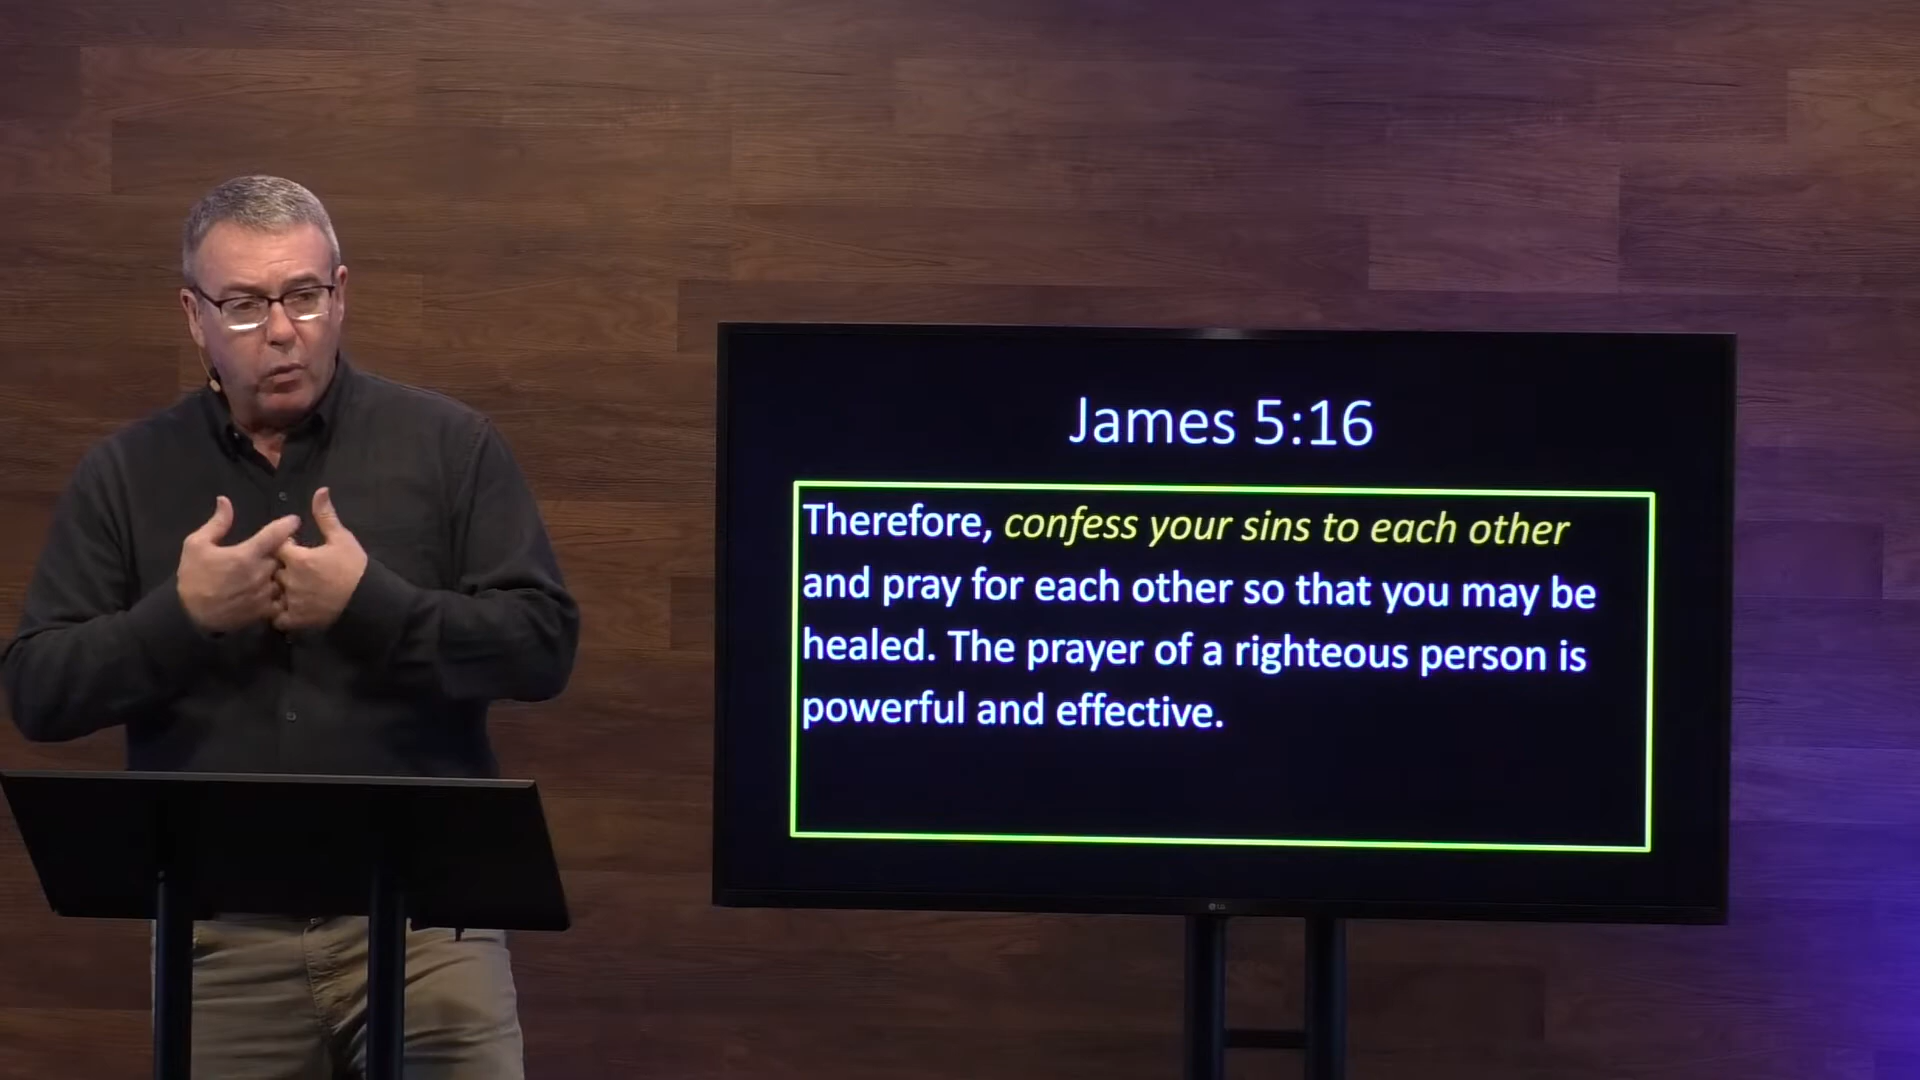 James 5:16
Therefore, confess your sins to each other
and pray for each other so that you may be
healed. The prayer of a righteous person is
powerful and effective.
LG